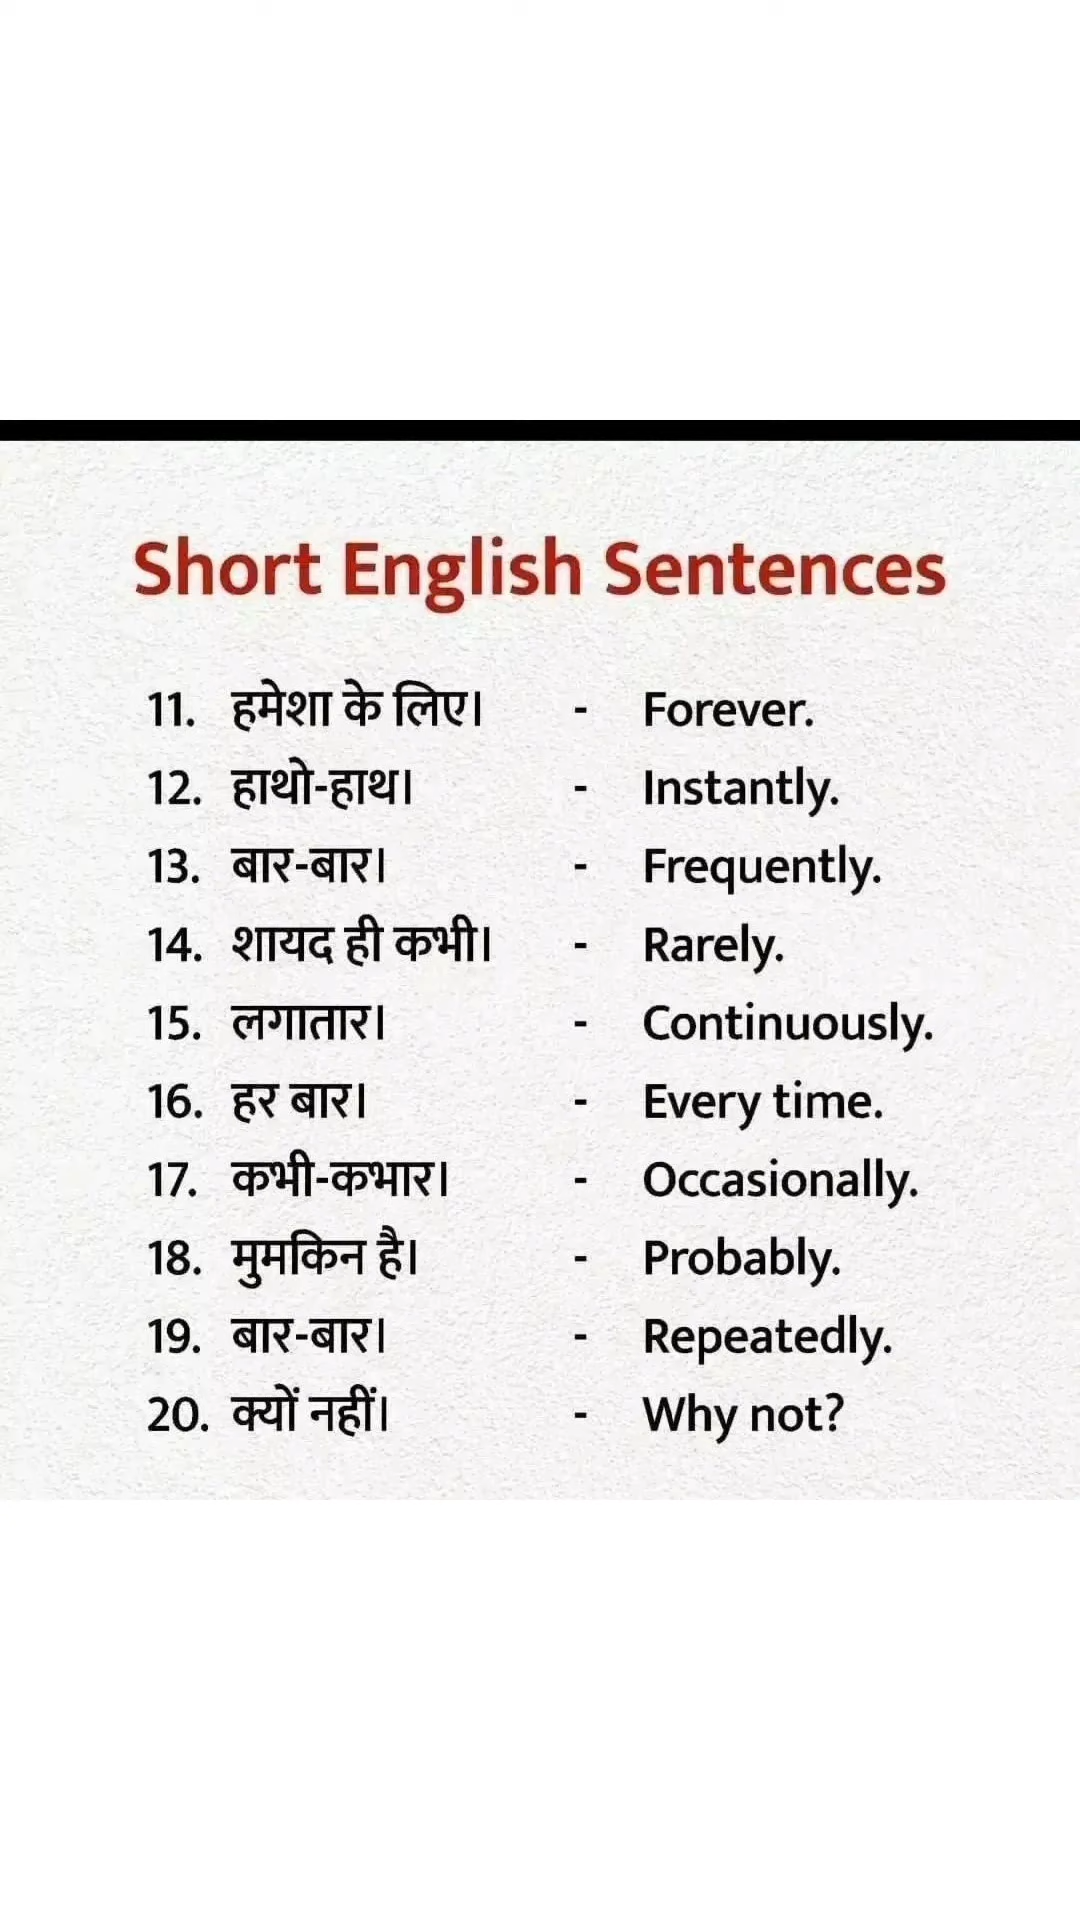 Short English Sentences
11. हमेशा के लिए। - Forever.
12. हाथो-हाथ। - Instantly.
13. बार-बार। - Frequently.
14. शायद ही कभी। - Rarely.
15. लगातार। - Continuously.
16. हर बार। - Every time.
17. कभी-कभार। - Occasionally.
18. मुमकिन है। - Probably.
19. बार-बार। - Repeatedly.
20. क्यों नहीं। - Why not?